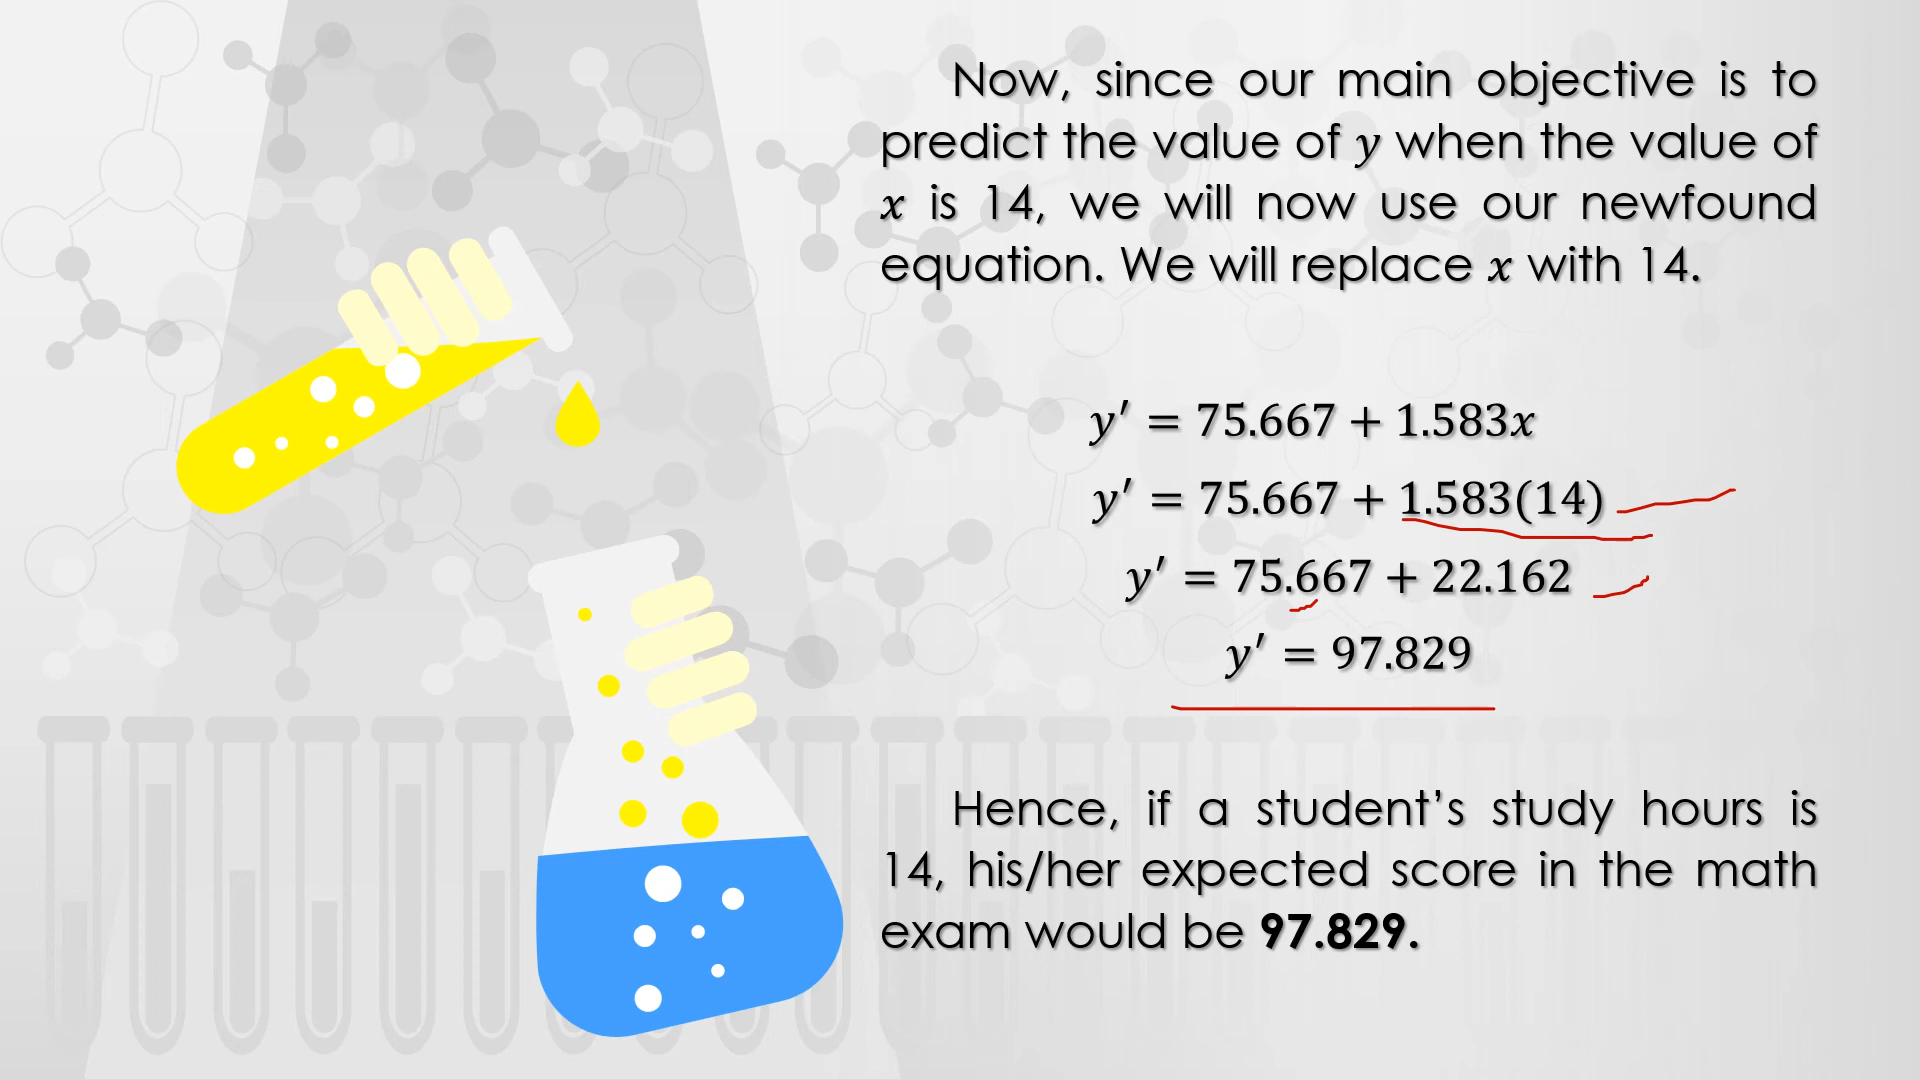 Now, since our main objective is to
predict the value of y when the value of
x is 14, we will now use our newfound
equation. We will replace x with 14.
y′ = 75.667 + 1.583x
y′ = 75.667 + 1.583(14)
y′ = 75.667 + 22.162
y′ = 97.829
Hence, if a student’s study hours is
14, his/her expected score in the math
exam would be 97.829.